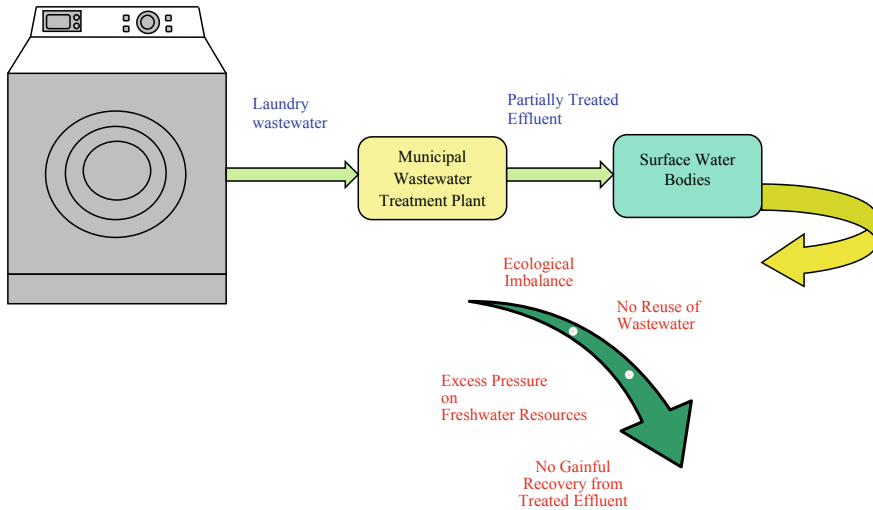 Laundry
wastewater
Partially Treated
Effluent
Municipal
Wastewater
Treatment Plant
Surface Water
Bodies
Ecological
Imbalance
No Reuse of
Wastewater
Excess Pressure
on
Freshwater Resources
No Gainful
Recovery from
Treated Effluent